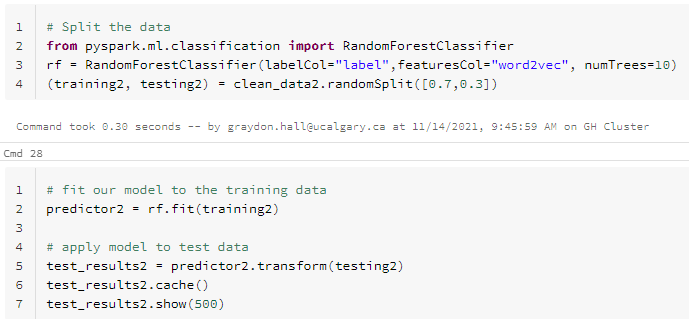 1 # Split the data
2 from pyspark.ml.classification import RandomForestClassifier
3 rf = RandomForestClassifier(labelCol="label",featuresCol="word2vec", numTrees=10)
4 (training2, testing2) = clean_data2.randomSplit([0.7,0.3])
Command took 0.30 seconds -- by graydon.hall@ucalgary.ca at 11/14/2021, 9:45:59 AM on GH Cluster
Cmd 28
1 # fit our model to the training data
2 predictor2 = rf.fit(training2)
3
4 # apply model to test data
5 test_results2 = predictor2.transform(testing2)
6 test_results2.cache()
7 test_results2.show(500)